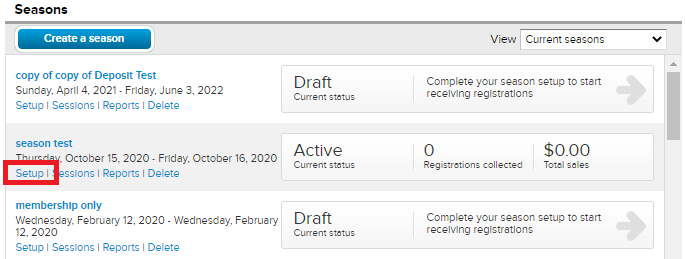 Seasons
Create a season
View Current seasons
copy of copy of Deposit Test
Sunday, April 4, 2021 - Friday, June 3, 2022
Setup | Sessions | Reports | Delete
Draft
Current status
Complete your season setup to start
receiving registrations
season test
Thursday, October 15, 2020 - Friday, October 16, 2020
Setup | Sessions | Reports | Delete
Active
Current status
0
Registrations collected
$0.00
Total sales
membership only
Wednesday, February 12, 2020 - Wednesday, February
12, 2020
Setup | Sessions | Reports | Delete
Draft
Current status
Complete your season setup to start
receiving registrations